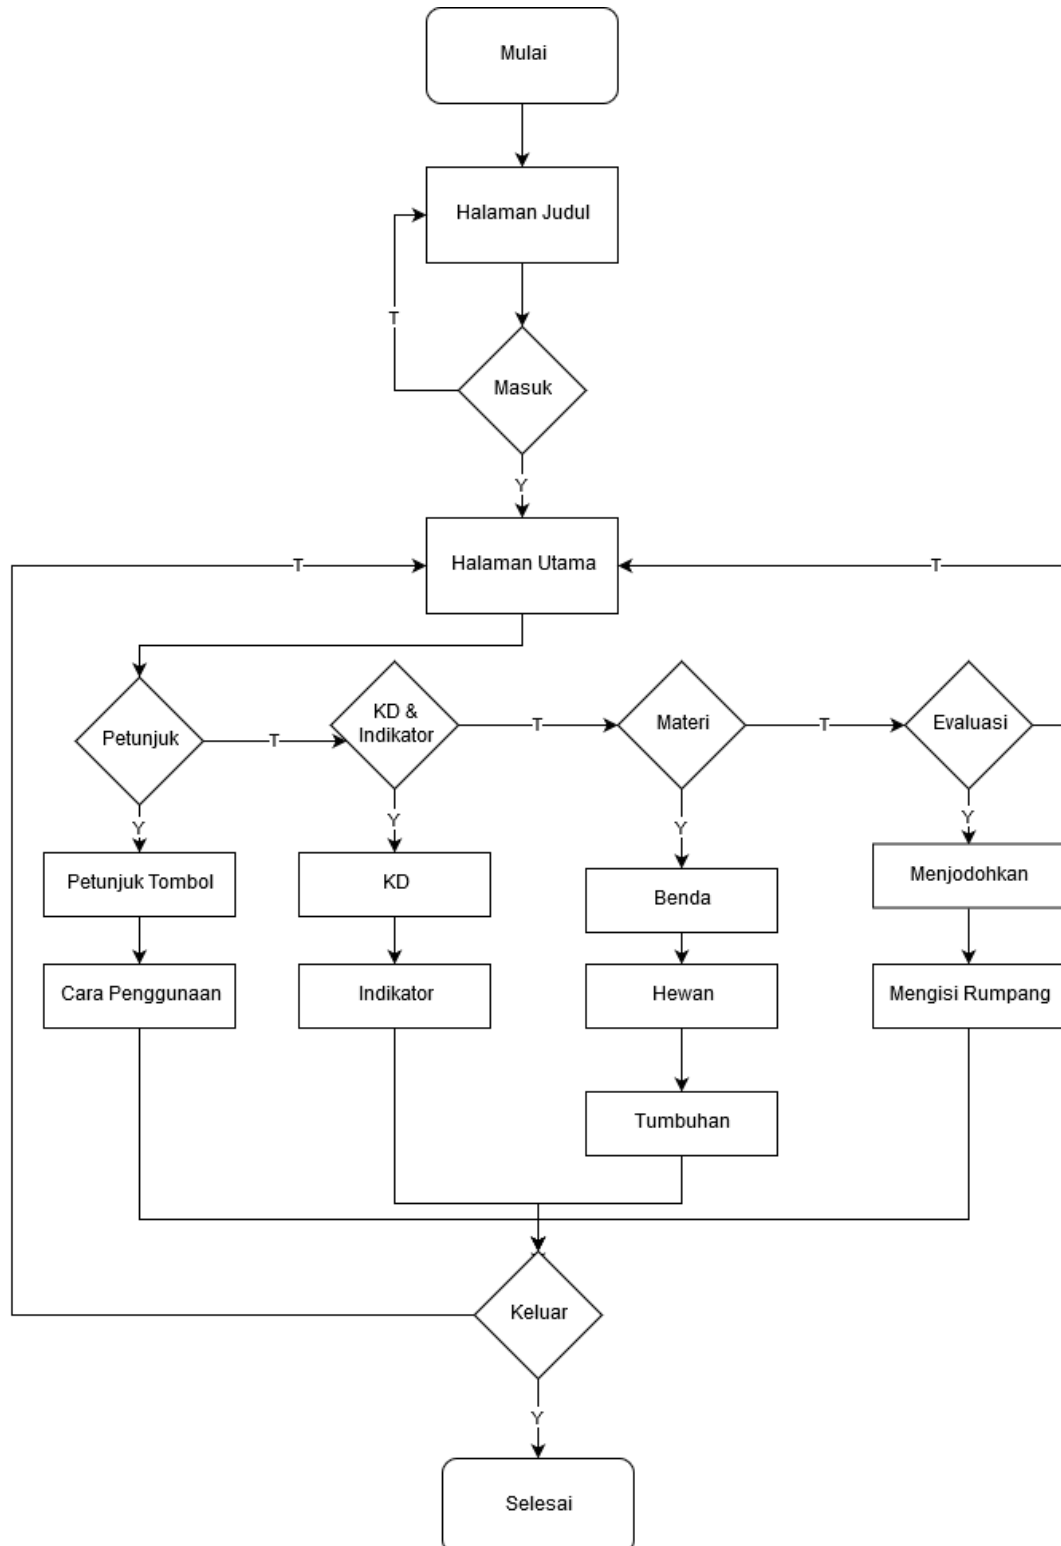 Mulai
Halaman Judul
T
Masuk
Y
Halaman Utama
T
T
Petunjuk
T
KD &
Indikator
T
Materi
T
Evaluasi
Y
Y
Y
Y
Petunjuk Tombol
KD
Benda
Menjodohkan
Cara Penggunaan
Indikator
Hewan
Mengisi Rumpang
Tumbuhan
Keluar
Y
Selesai